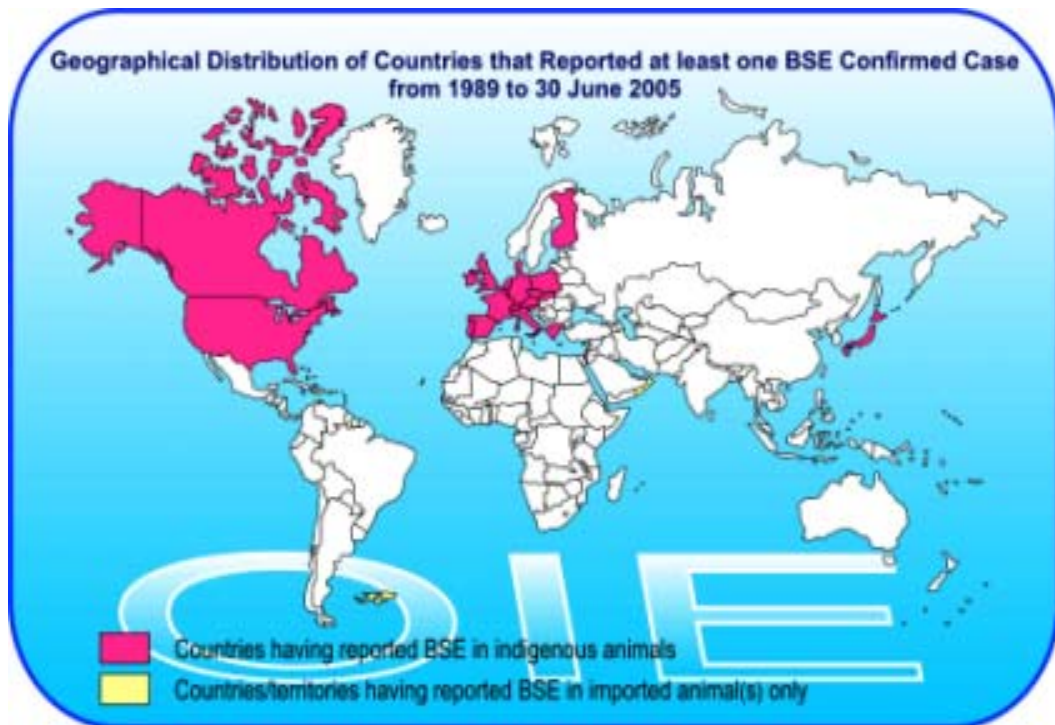 Geographical Distribution of Countries that Reported at least one BSE Confirmed Case
from 1989 to 30 June 2005
OIE
Countries having reported BSE in indigenous animals
Countries/territories having reported BSE in imported animal(s) only